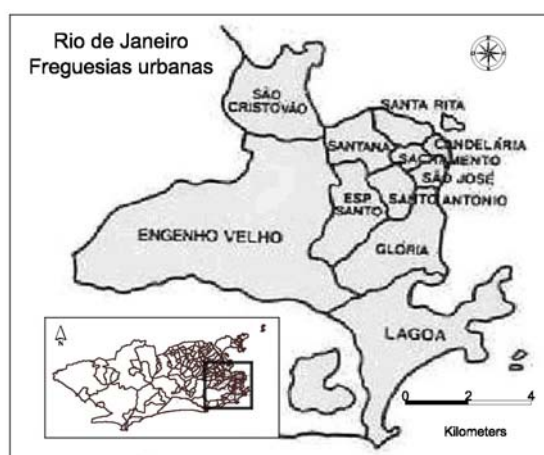 Rio de Janeiro
Freguesias urbanas
SÃO
CRISTOVÃO
SANTA RITA
SANTANA
CANDELÁRIA
SACRAMENTO
SÃO JOSÉ
ESP
SANTO
SANTO ANTONIO
ENGENHO VELHO
GLÓRIA
LAGOA
N
0 2 4
Kilometers